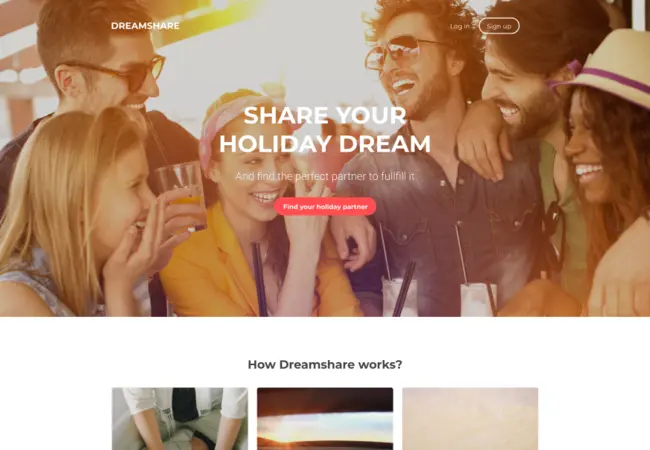 DREAMSHARE
Log in
Sign up
SHARE YOUR
HOLIDAY DREAM
And find the perfect partner to fullfill it
Find your holiday partner
How Dreamshare works?